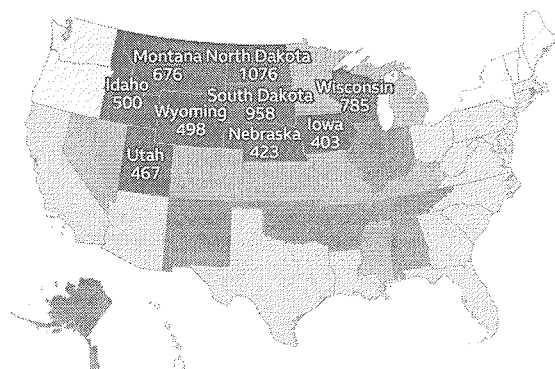 Montana North Dakota
676 1076
Idaho
500
Wisconsin
785
South Dakota
958
Wyoming
498
Iowa
403
Nebraska
423
Utah
467